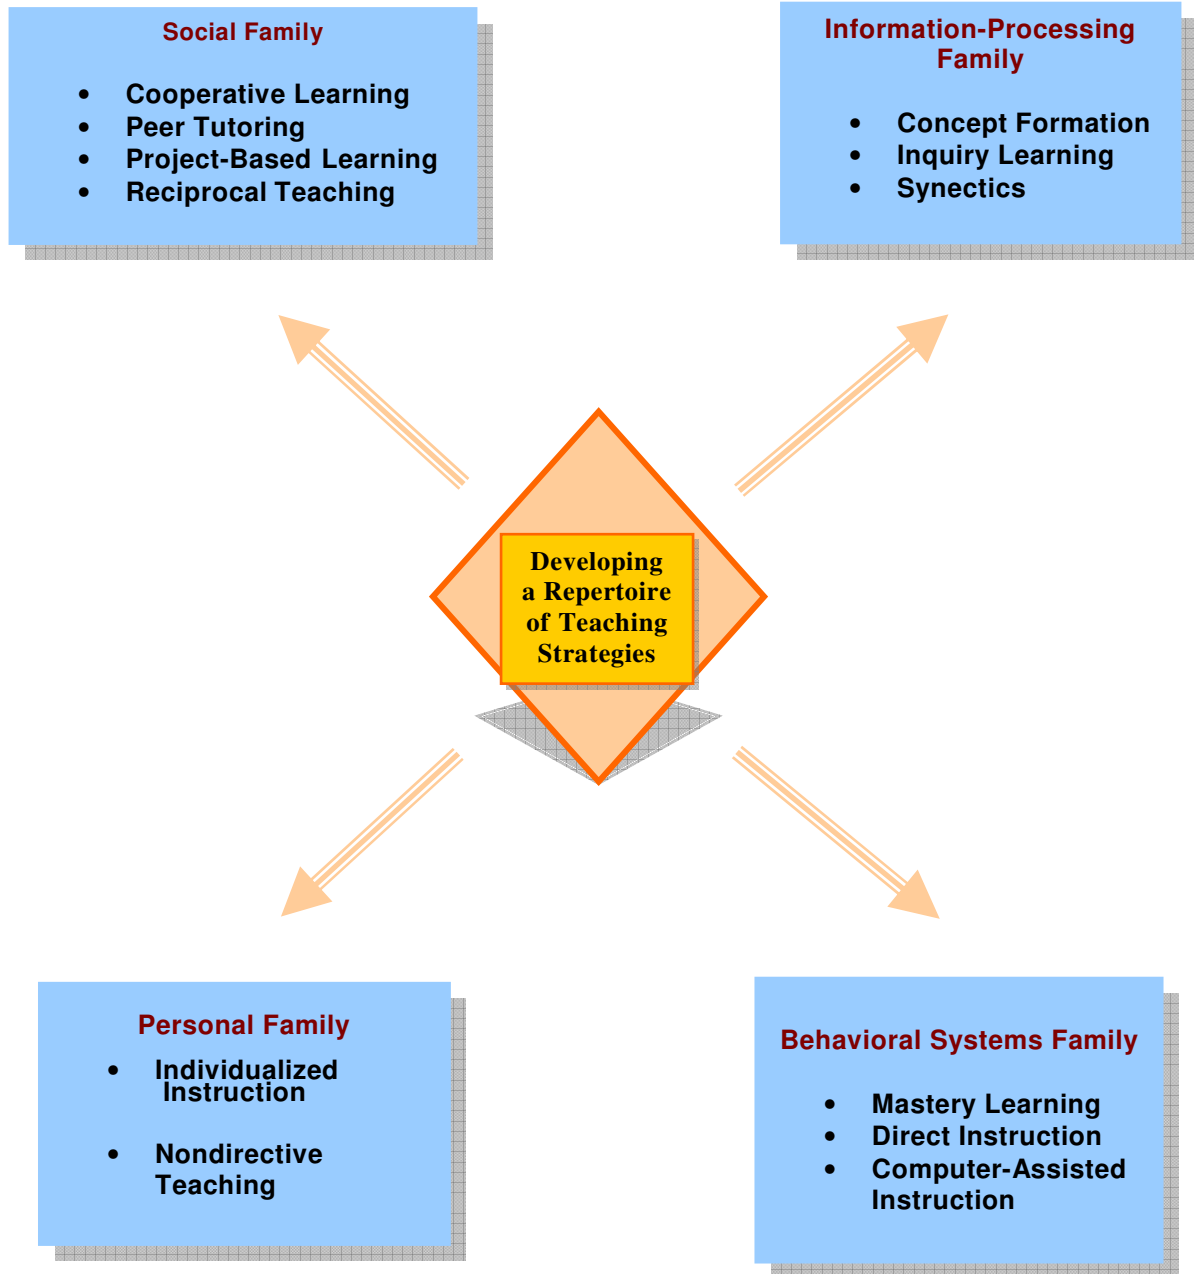 Social Family
• Cooperative Learning
• Peer Tutoring
• Project-Based Learning
• Reciprocal Teaching
Information-Processing
Family
• Concept Formation
• Inquiry Learning
• Synectics
Developing
a Repertoire
of Teaching
Strategies
Personal Family
• Individualized
Instruction
• Nondirective
Teaching
Behavioral Systems Family
• Mastery Learning
• Direct Instruction
• Computer-Assisted
Instruction